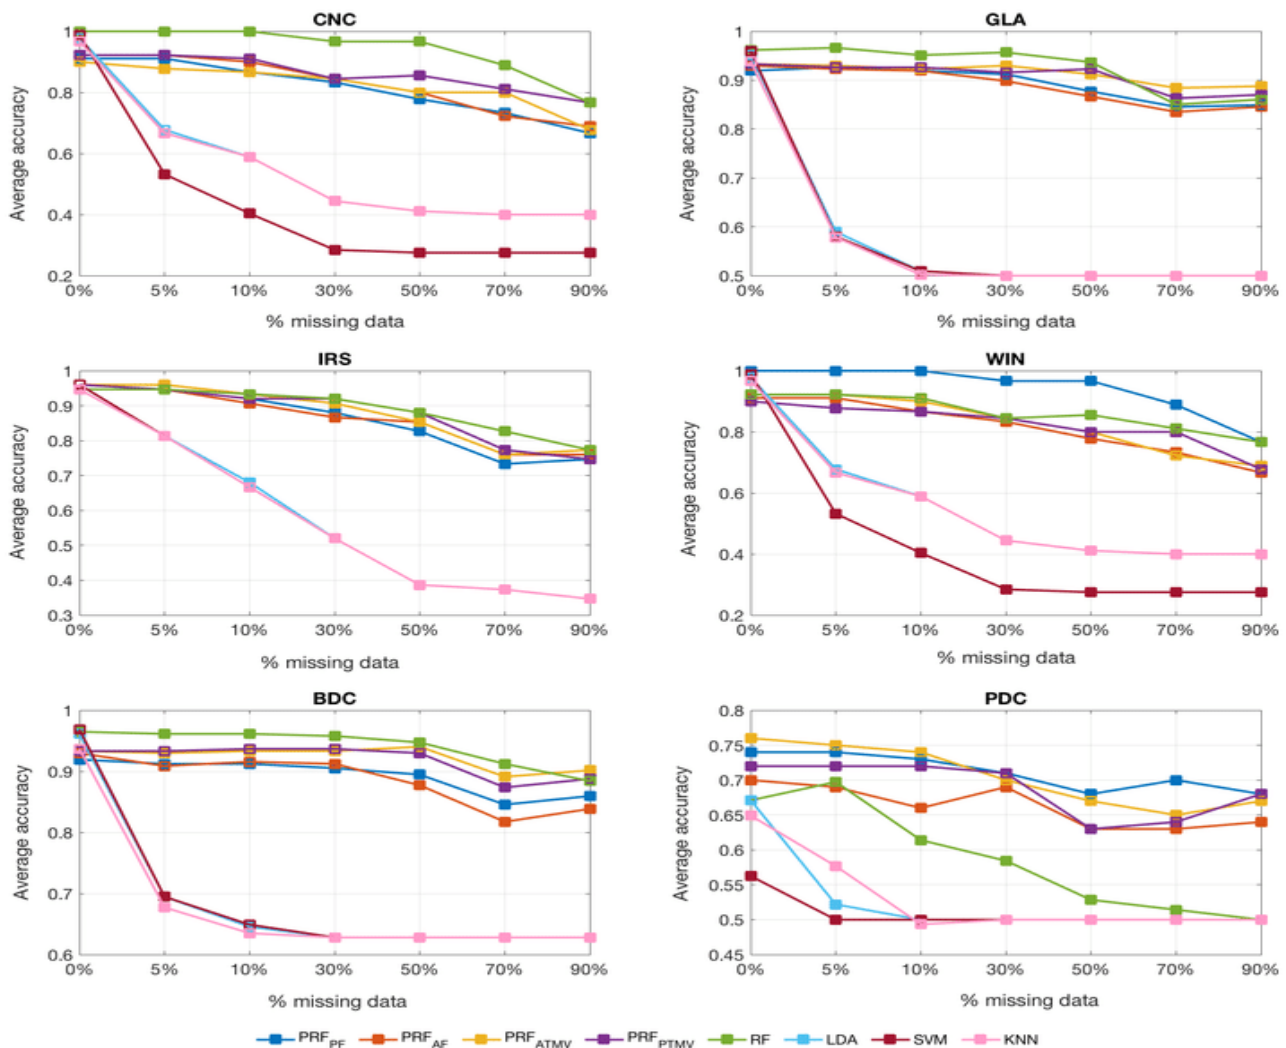 CNC
GLA
1
0.8
0.6
0.4
0.2
Average accuracy
0% 5% 10% 30% 50% 70% 90%
% missing data
1
0.9
0.8
0.7
0.6
0.5
Average accuracy
0% 5% 10% 30% 50% 70% 90%
% missing data
IRS
WIN
1
0.9
0.8
0.7
0.6
0.5
0.4
0.3
Average accuracy
0% 5% 10% 30% 50% 70% 90%
% missing data
1
0.8
0.6
0.4
0.2
Average accuracy
0% 5% 10% 30% 50% 70% 90%
% missing data
BDC
PDC
1
0.9
0.8
0.7
0.6
Average accuracy
0% 5% 10% 30% 50% 70% 90%
% missing data
0.8
0.75
0.7
0.65
0.6
0.55
0.5
0.45
Average accuracy
0% 5% 10% 30% 50% 70% 90%
% missing data
PRF_PF PRF_AF PRF_ATMV PRF_PTMV RF LDA SVM KNN